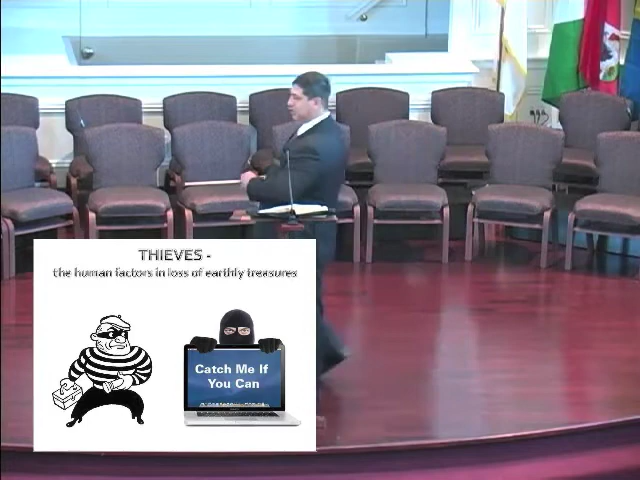 THIEVES -
the human factors in loss of earthly treasures
Catch Me If
You Can